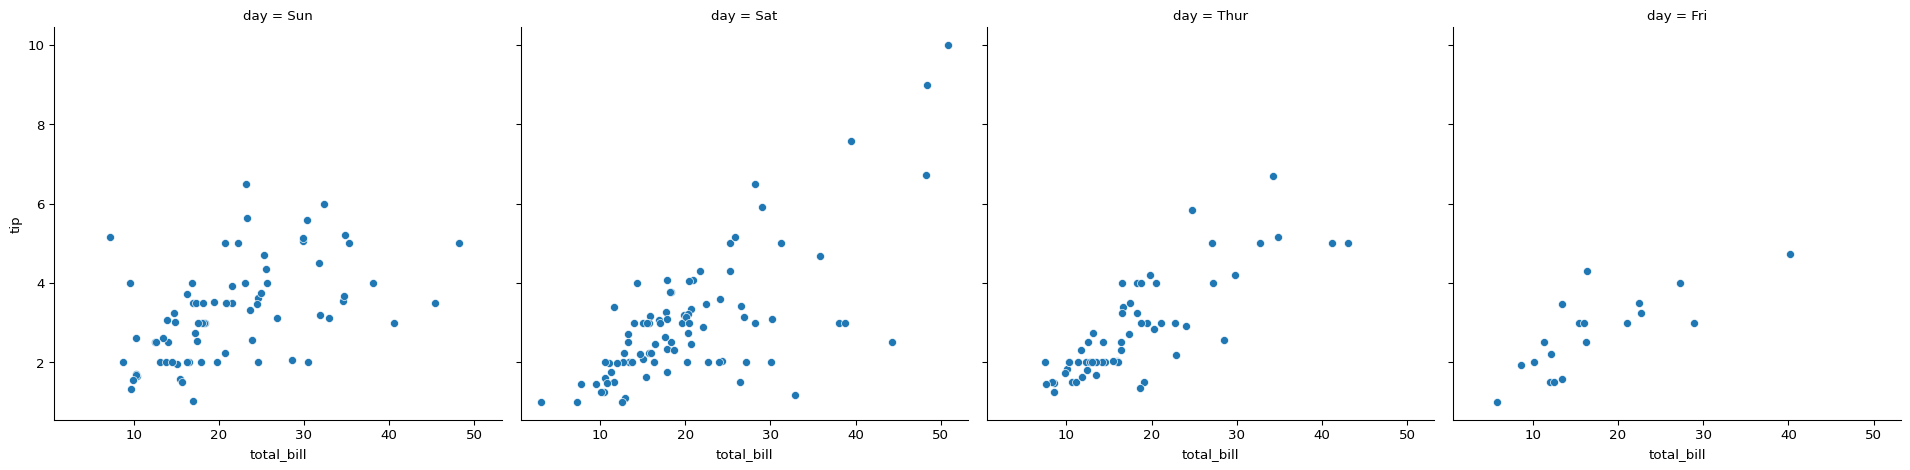 day = Sun
day = Sat
day = Thur
day = Fri
tip
10
8
6
4
2
10 20 30 40 50
10 20 30 40 50
10 20 30 40 50
10 20 30 40 50
total_bill
total_bill
total_bill
total_bill